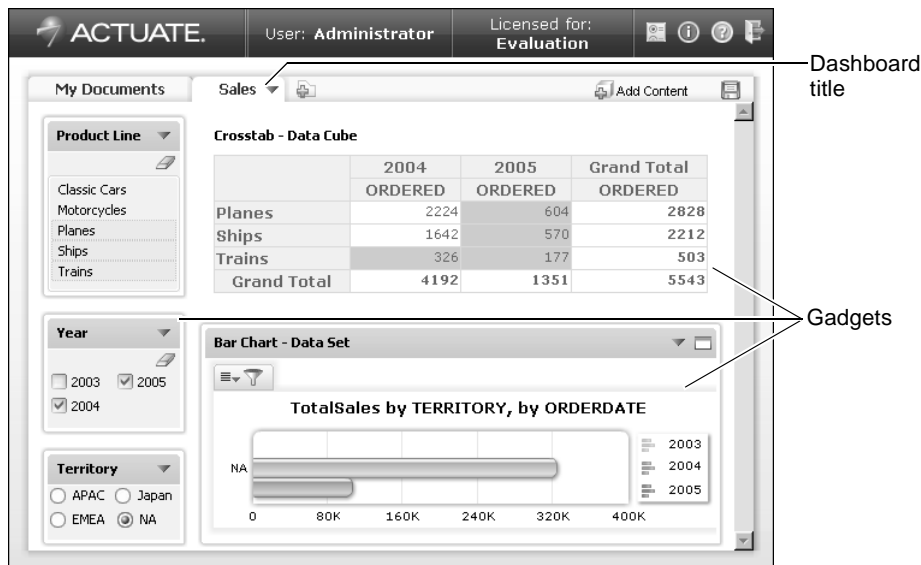 ACTUATE.
User: Administrator
Licensed for:
Evaluation
Dashboard
title
My Documents
Sales
Add Content
Product Line
Classic Cars
Motorcycles
Planes
Ships
Trains
Crosstab - Data Cube
2004 2005 Grand Total
ORDERED ORDERED ORDERED
Planes 2224 604 2828
Ships 1642 570 2212
Trains 326 177 503
Grand Total 4192 1351 5543
Gadgets
Year
2003 2005
2004
Territory
APAC Japan
EMEA NA
Bar Chart - Data Set
TotalSales by TERRITORY, by ORDERDATE
NA
0 80K 160K 240K 320K 400K
2003
2004
2005